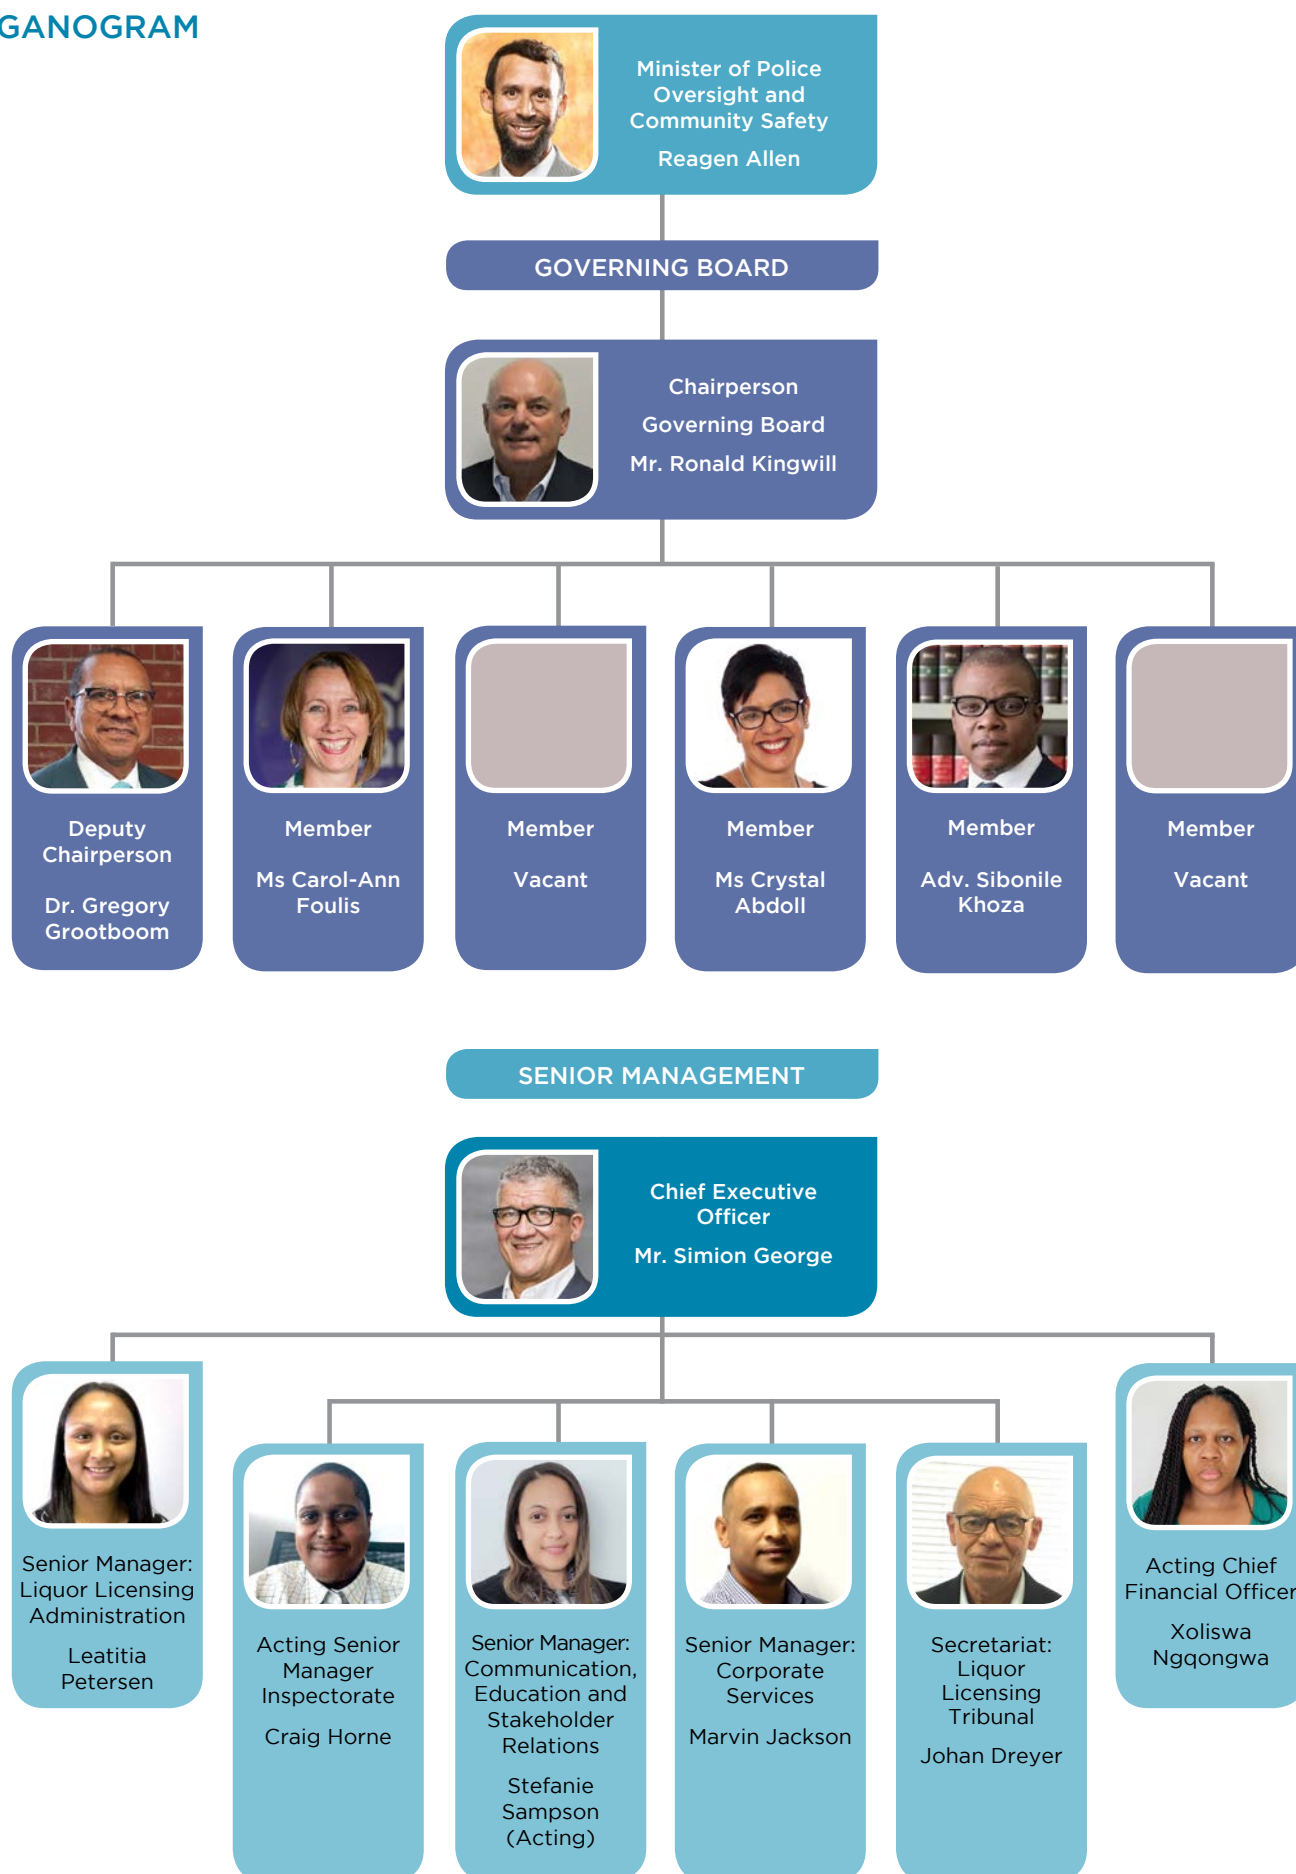 GANOGRAM
Minister of Police
Oversight and
Community Safety
Reagen Allen
GOVERNING BOARD
Chairperson
Governing Board
Mr. Ronald Kingwill
Deputy
Chairperson
Dr. Gregory
Grootboom
Member
Ms Carol-Ann
Foulis
Member
Vacant
Member
Ms Crystal
Abdoll
Member
Adv. Sibonile
Khoza
Member
Vacant
SENIOR MANAGEMENT
Chief Executive
Officer
Mr. Simion George
Senior Manager:
Liquor Licensing
Administration
Leatitia
Petersen
Acting Senior
Manager
Inspectorate
Craig Horne
Senior Manager:
Communication,
Education and
Stakeholder
Relations
Stefanie
Sampson
(Acting)
Senior Manager:
Corporate
Services
Marvin Jackson
Secretariat:
Liquor
Licensing
Tribunal
Johan Dreyer
Acting Chief
Financial Officer
Xoliswa
Ngqongwa